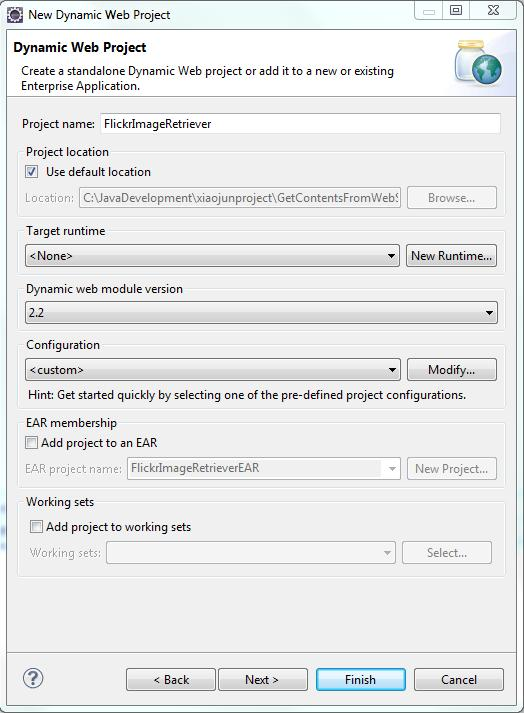 New Dynamic Web Project
Dynamic Web Project
Create a standalone Dynamic Web project or add it to a new or existing
Enterprise Application.
Project name: FlickrImageRetriever
Project location
Use default location
Location: C:\JavaDevelopment\xiaojunproject\GetContentsFromWebS Browse...
Target runtime
<None> New Runtime...
Dynamic web module version
2.2
Configuration
<custom> Modify...
Hint: Get started quickly by selecting one of the pre-defined project configurations.
EAR membership
Add project to an EAR
EAR project name: FlickrImageRetrieverEAR New Project...
Working sets
Add project to working sets
Working sets: Select...
? < Back Next > Finish Cancel